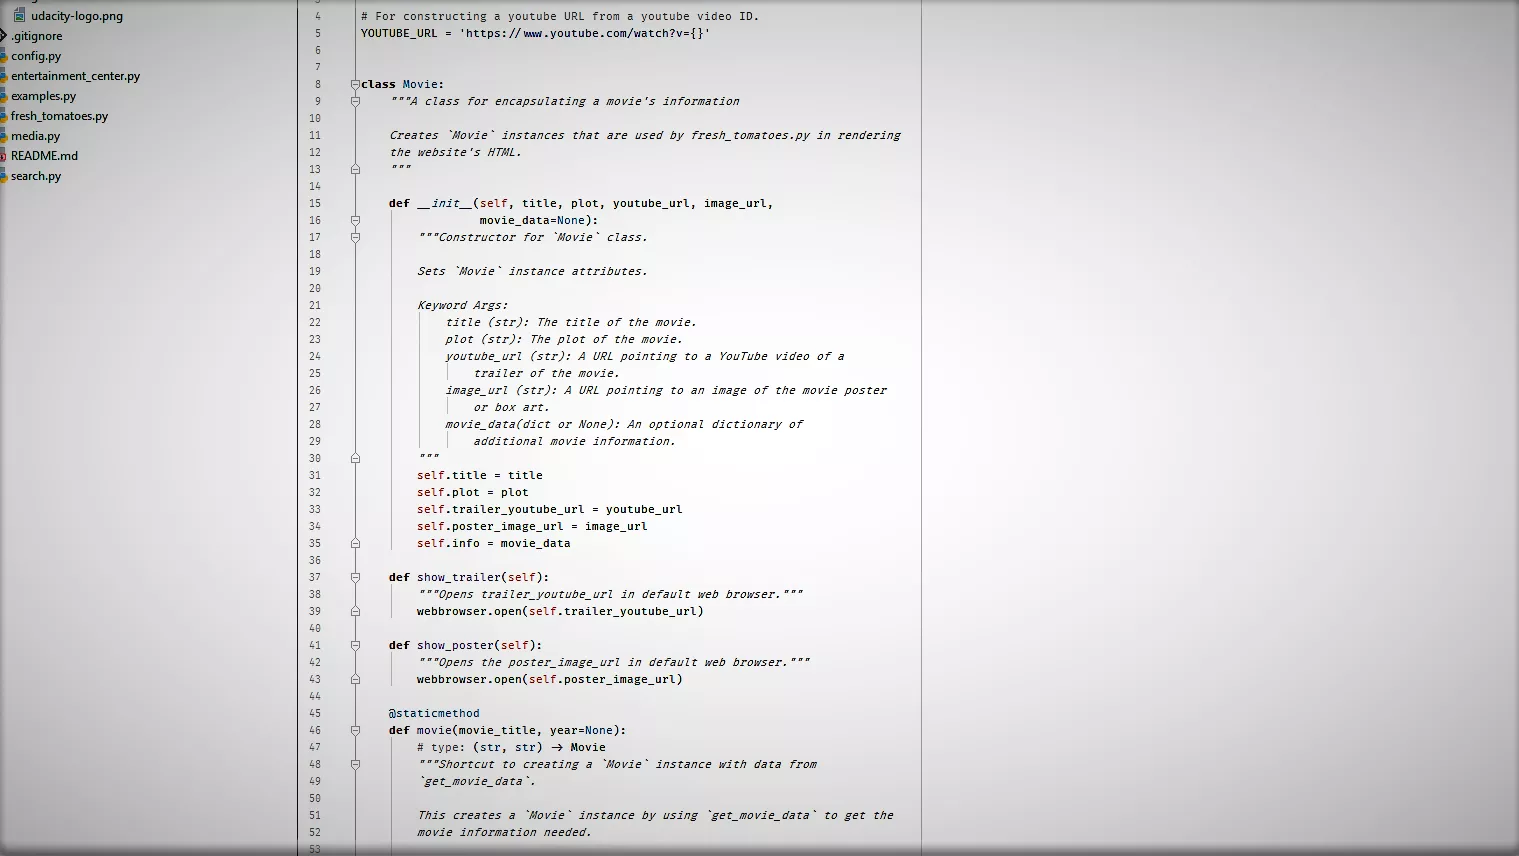 udacity-logo.png
.gitignore
config.py
entertainment_center.py
examples.py
fresh_tomatoes.py
media.py
README.md
search.py
4 # For constructing a youtube URL from a youtube video ID.
5 YOUTUBE_URL = 'https://www.youtube.com/watch?v={}'
6
7
8 class Movie:
9 """A class for encapsulating a movie's information
10
11 Creates `Movie` instances that are used by fresh_tomatoes.py in rendering
12 the website's HTML.
13 """
14
15 def __init__(self, title, plot, youtube_url, image_url,
16 movie_data=None):
17 """Constructor for `Movie` class.
18
19 Sets `Movie` instance attributes.
20
21 Keyword Args:
22 title (str): The title of the movie.
23 plot (str): The plot of the movie.
24 youtube_url (str): A URL pointing to a YouTube video of a
25 trailer of the movie.
26 image_url (str): A URL pointing to an image of the movie poster
27 or box art.
28 movie_data(dict or None): An optional dictionary of
29 additional movie information.
30 """
31 self.title = title
32 self.plot = plot
33 self.trailer_youtube_url = youtube_url
34 self.poster_image_url = image_url
35 self.info = movie_data
36
37 def show_trailer(self):
38 """Opens trailer_youtube_url in default web browser."""
39 webbrowser.open(self.trailer_youtube_url)
40
41 def show_poster(self):
42 """Opens the poster_image_url in default web browser."""
43 webbrowser.open(self.poster_image_url)
44
45 @staticmethod
46 def movie(movie_title, year=None):
47 # type: (str, str) -> Movie
48 """Shortcut to creating a `Movie` instance with data from
49 `get_movie_data`.
50
51 This creates a `Movie` instance by using `get_movie_data` to get the
52 movie information needed.
53